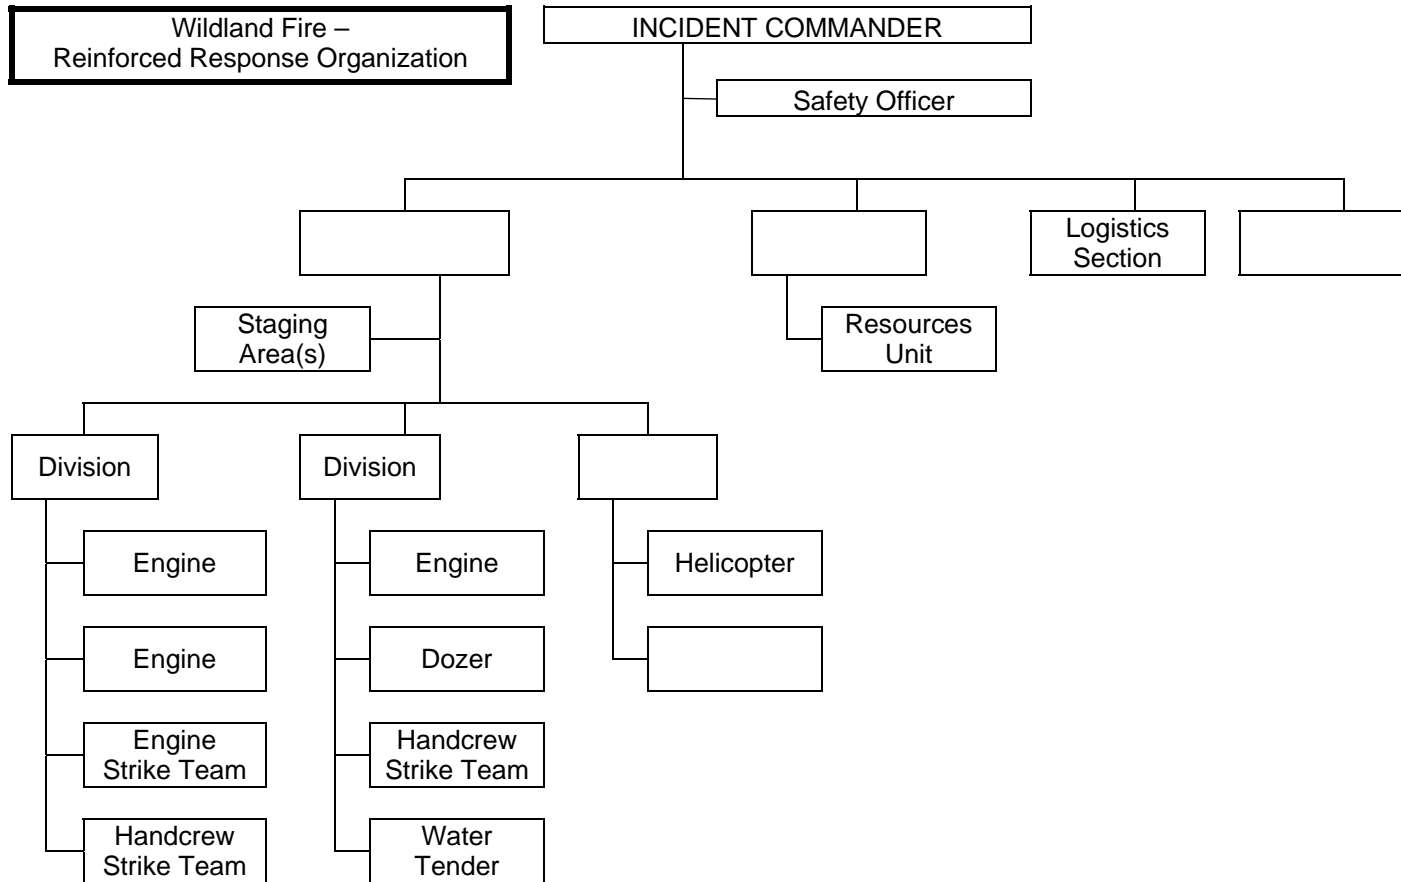 Wildland Fire –
Reinforced Response Organization
INCIDENT COMMANDER
Safety Officer
Logistics
Section
Staging
Area(s)
Resources
Unit
Division
Division
Engine
Engine
Helicopter
Engine
Dozer
Engine
Strike Team
Handcrew
Strike Team
Handcrew
Strike Team
Water
Tender